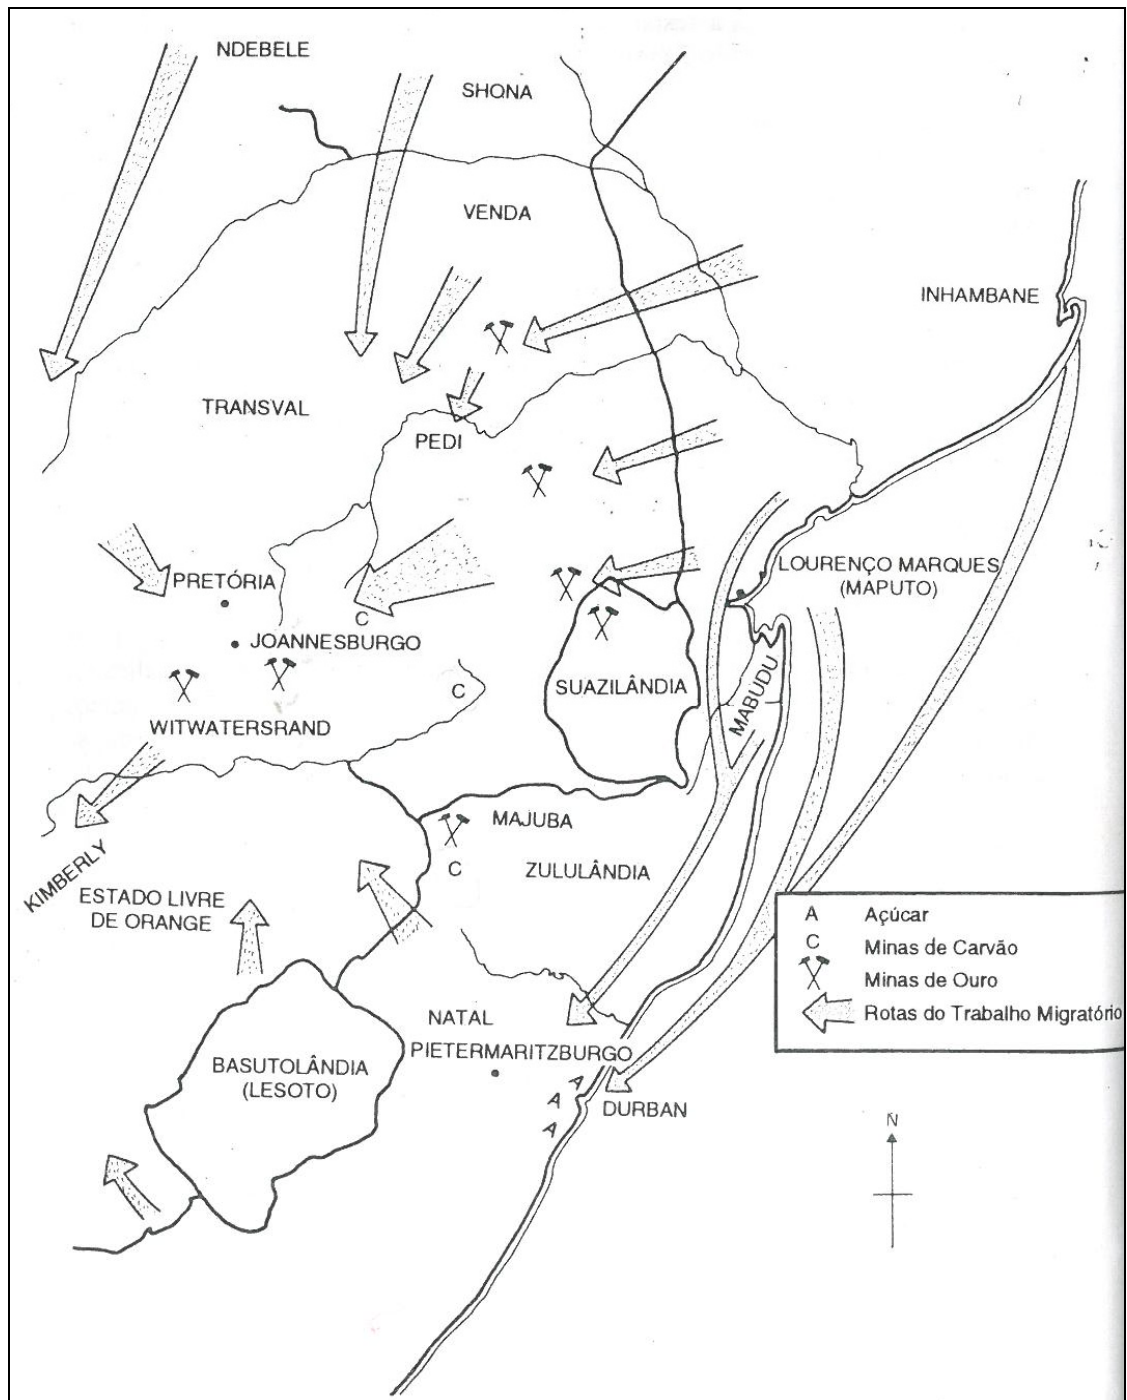 NDEBELE
SHONA
VENDA
INHAMBANE
TRANSVAL
PEDI
LOURENÇO MARQUES
(MAPUTO)
PRETÓRIA
C
JOANNESBURGO
C
SUAZILÂNDIA
MABUDU
WITWATERSRAND
MAJUBA
C
ZULULÂNDIA
KIMBERLY
ESTADO LIVRE
DE ORANGE
A Açúcar
C Minas de Carvão
Minas de Ouro
Rotas do Trabalho Migratório
NATAL
PIETERMARITZBURGO
BASUTOLÂNDIA
(LESOTO)
A
A
A
DURBAN
N